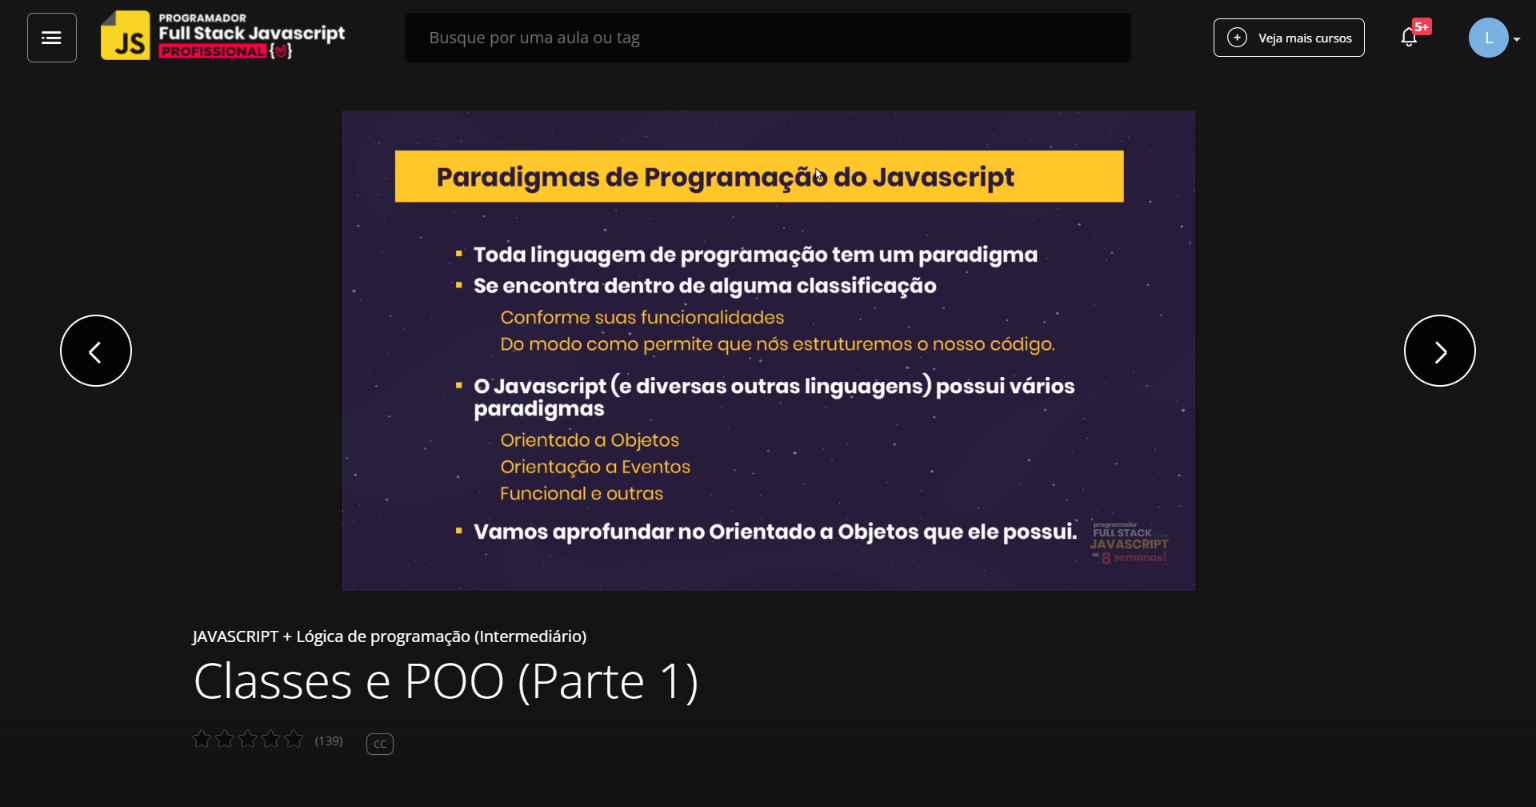 JS
PROGRAMADOR
Full Stack Javascript
PROFISSIONAL
Busque por uma aula ou tag
Veja mais cursos
5+
L
Paradigmas de Programação do Javascript
Toda linguagem de programação tem um paradigma
Se encontra dentro de alguma classificação
Conforme suas funcionalidades
Do modo como permite que nós estruturemos o nosso código.
O Javascript (e diversas outras linguagens) possui vários
paradigmas
Orientado a Objetos
Orientação a Eventos
Funcional e outras
Vamos aprofundar no Orientado a Objetos que ele possui.
programador
FULL STACK
JAVASCRIPT
em 8 semanas!
JAVASCRIPT + Lógica de programação (Intermediário)
Classes e POO (Parte 1)
(139)
CC